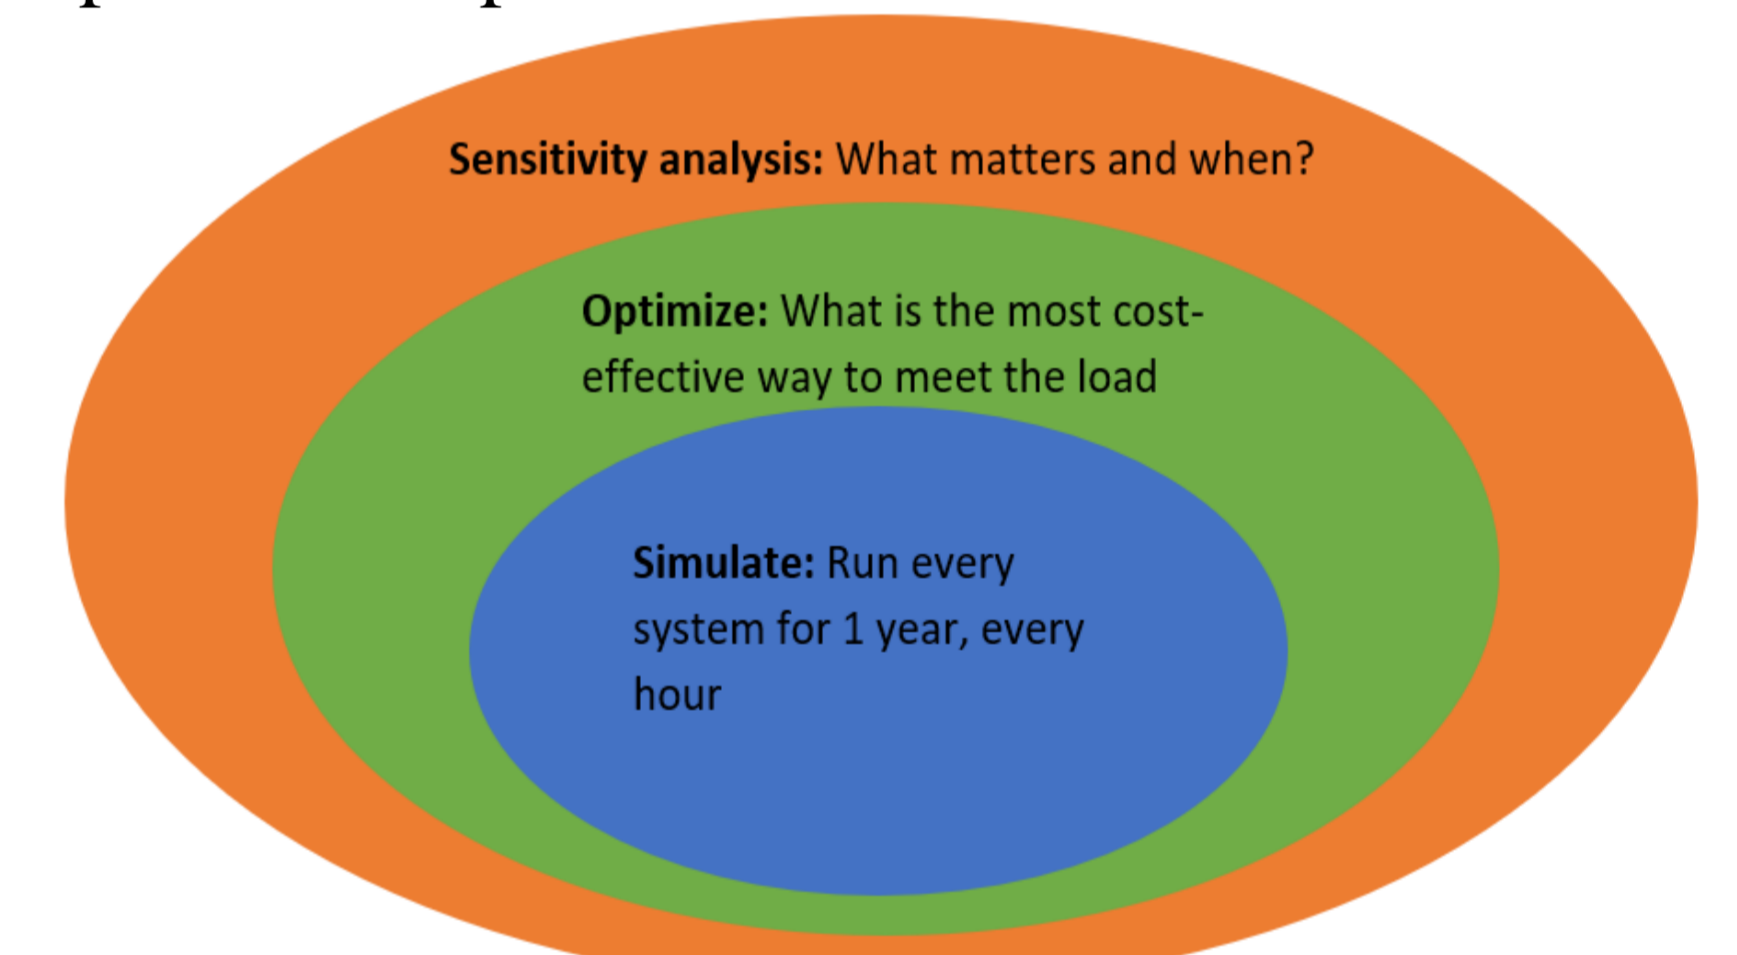 Sensitivity analysis: What matters and when?
Optimize: What is the most cost-
effective way to meet the load
Simulate: Run every
system for 1 year, every
hour